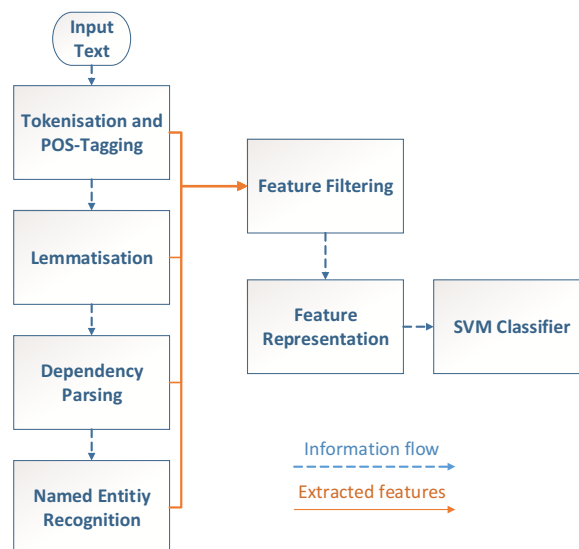 Input
Text
Tokenisation and
POS-Tagging
Feature Filtering
Lemmatisation
Feature
Representation
SVM Classifier
Dependency
Parsing
Information flow
Named Entitiy
Recognition
Extracted features